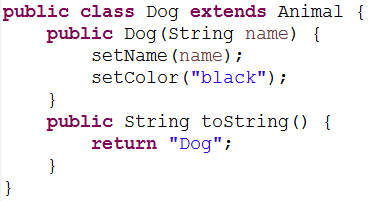 public class Dog extends Animal {
    public Dog(String name) {
        setName(name);
        setColor("black");
    }
    public String toString() {
        return "Dog";
    }
}